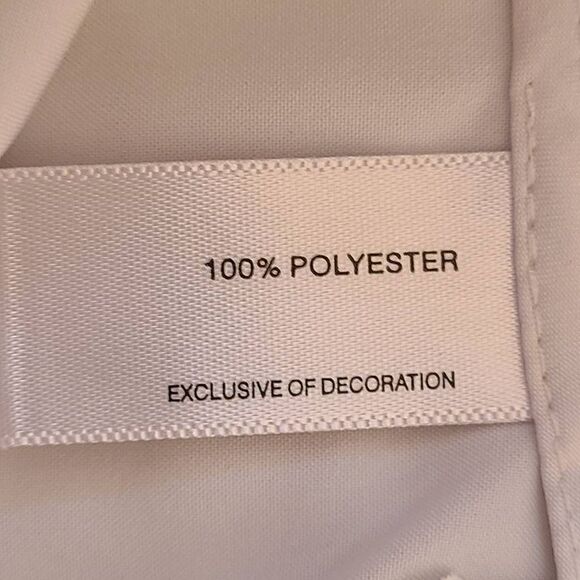 100% POLYESTER
EXCLUSIVE OF DECORATION